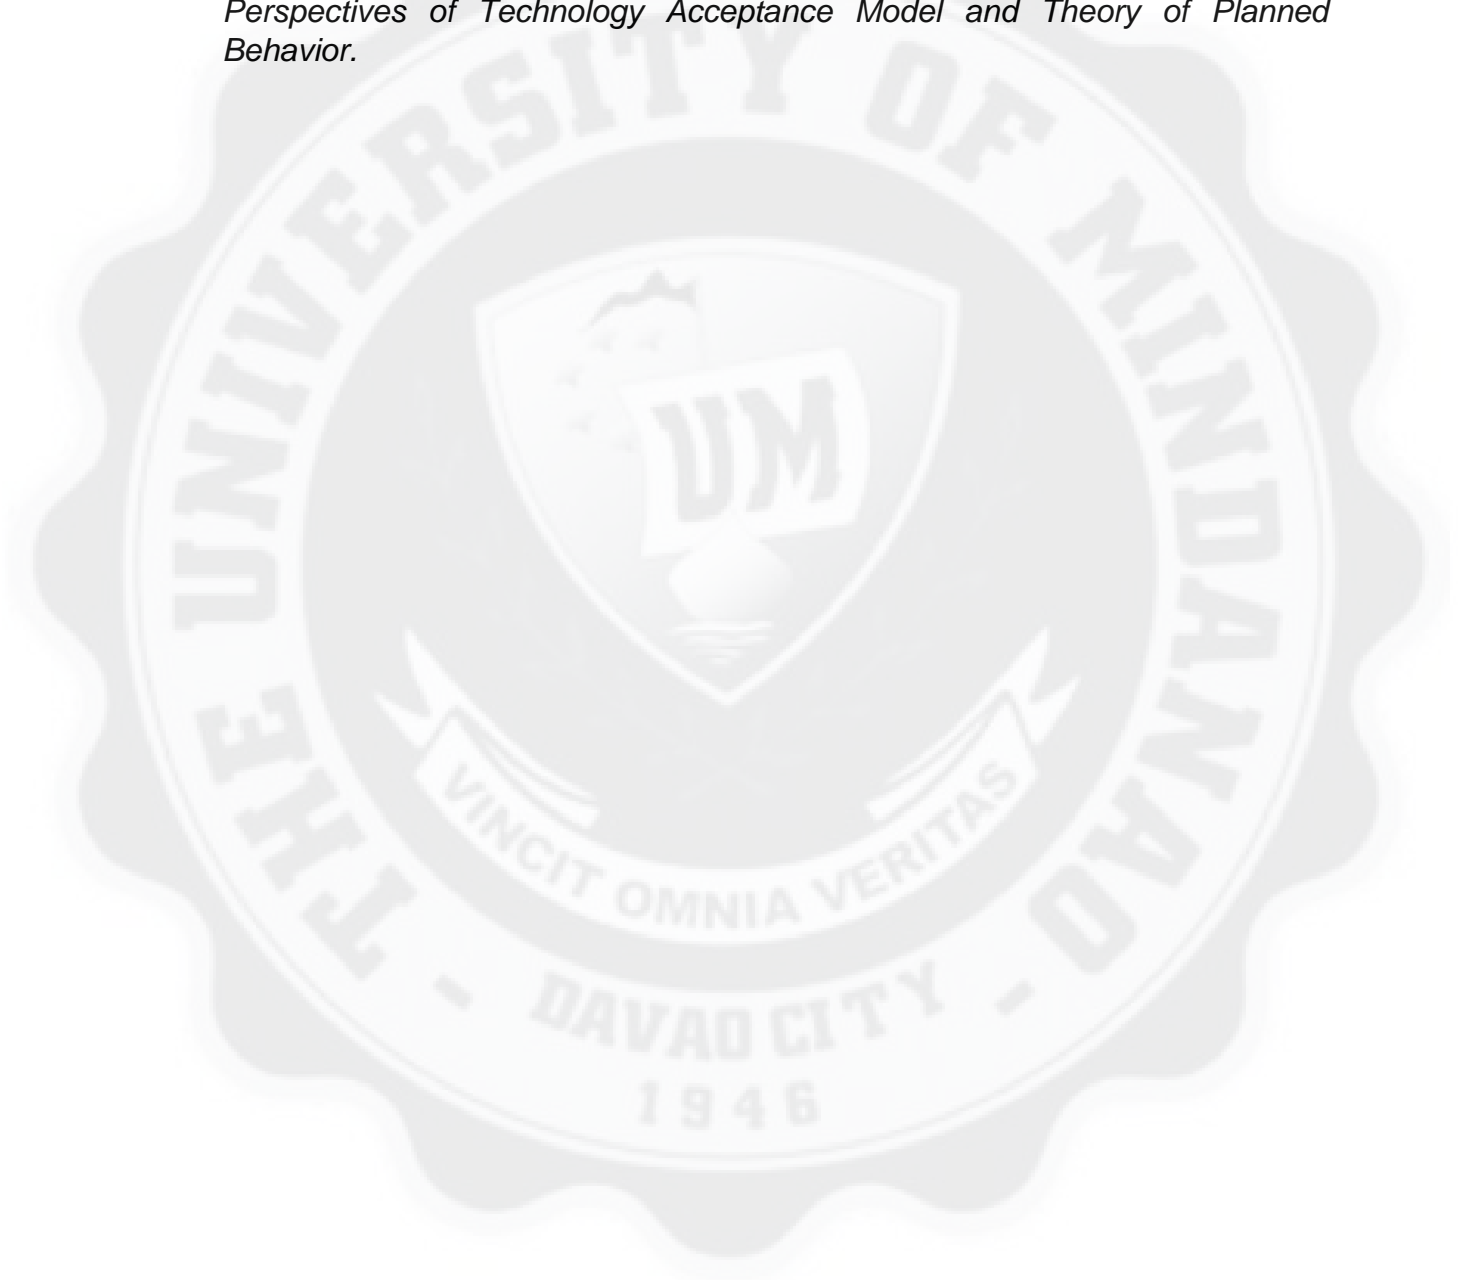 Perspectives of Technology Acceptance Model and Theory of Planned
Behavior.
THE UNIVERSITY OF MINDANAO
UM
VINCIT OMNIA VERITAS
- DAVAO CITY -
1946